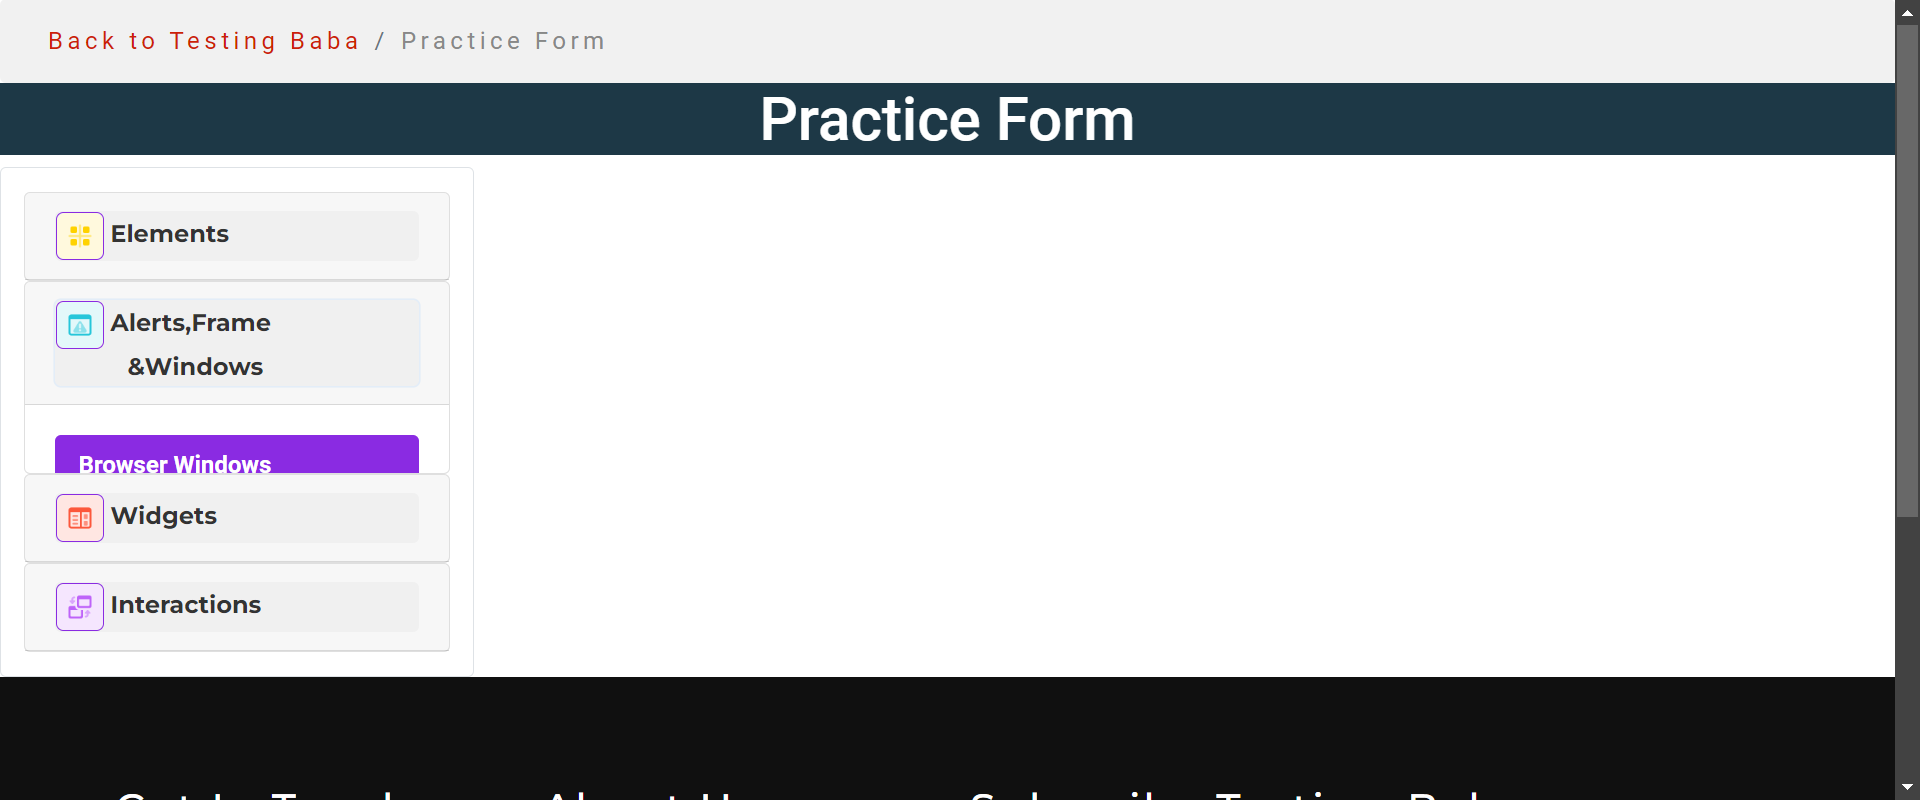 Back to Testing Baba / Practice Form
Practice Form
Elements
Alerts,Frame
&Windows
Browser Windows
Widgets
Interactions